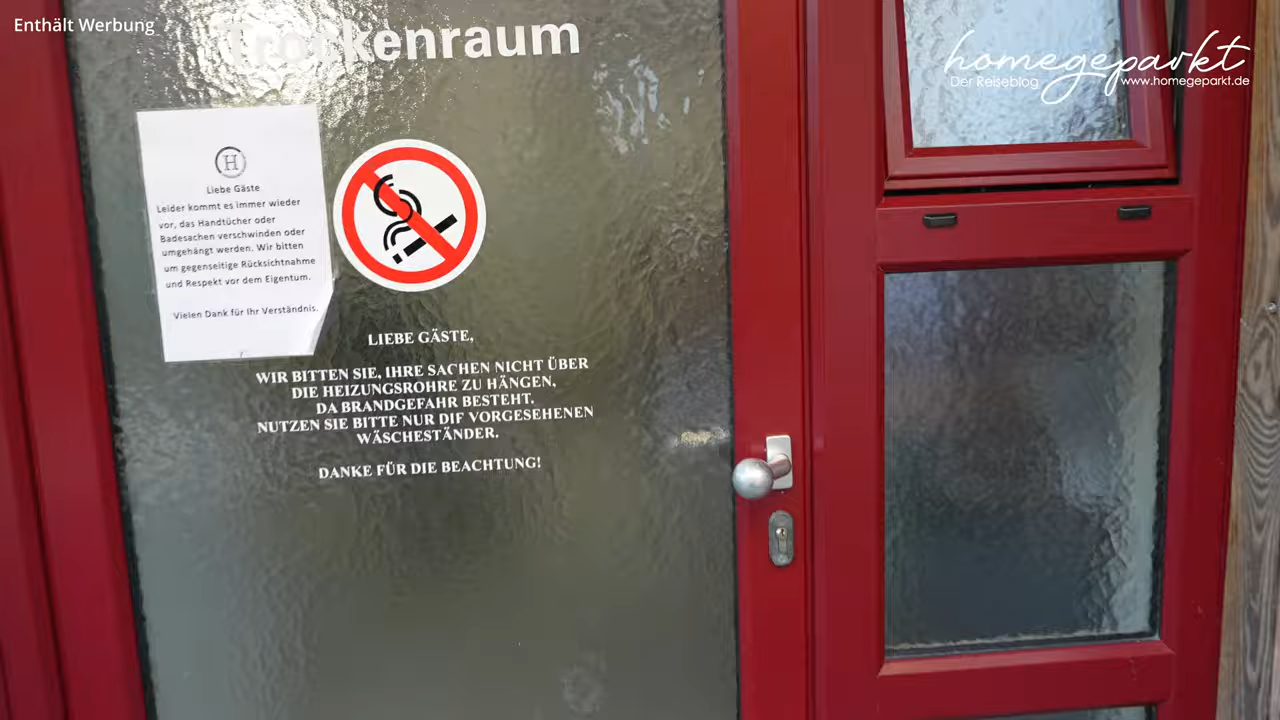 Enthält Werbung
Trockenraum
homegeparkt
Der Reiseblog www.homegeparkt.de
H
Liebe Gäste
Leider kommt es immer wieder
vor, das Handtücher oder
Badesachen verschwinden oder
umgehängt werden. Wir bitten
um gegenseitige Rücksichtnahme
und Respekt vor dem Eigentum.
Vielen Dank für Ihr Verständnis.
LIEBE GÄSTE,
WIR BITTEN SIE, IHRE SACHEN NICHT ÜBER
DIE HEIZUNGSROHRE ZU HÄNGEN,
DA BRANDGEFAHR BESTEHT.
NUTZEN SIE BITTE NUR DIF VORGESEHENEN
WÄSCHESTÄNDER.
DANKE FÜR DIE BEACHTUNG!